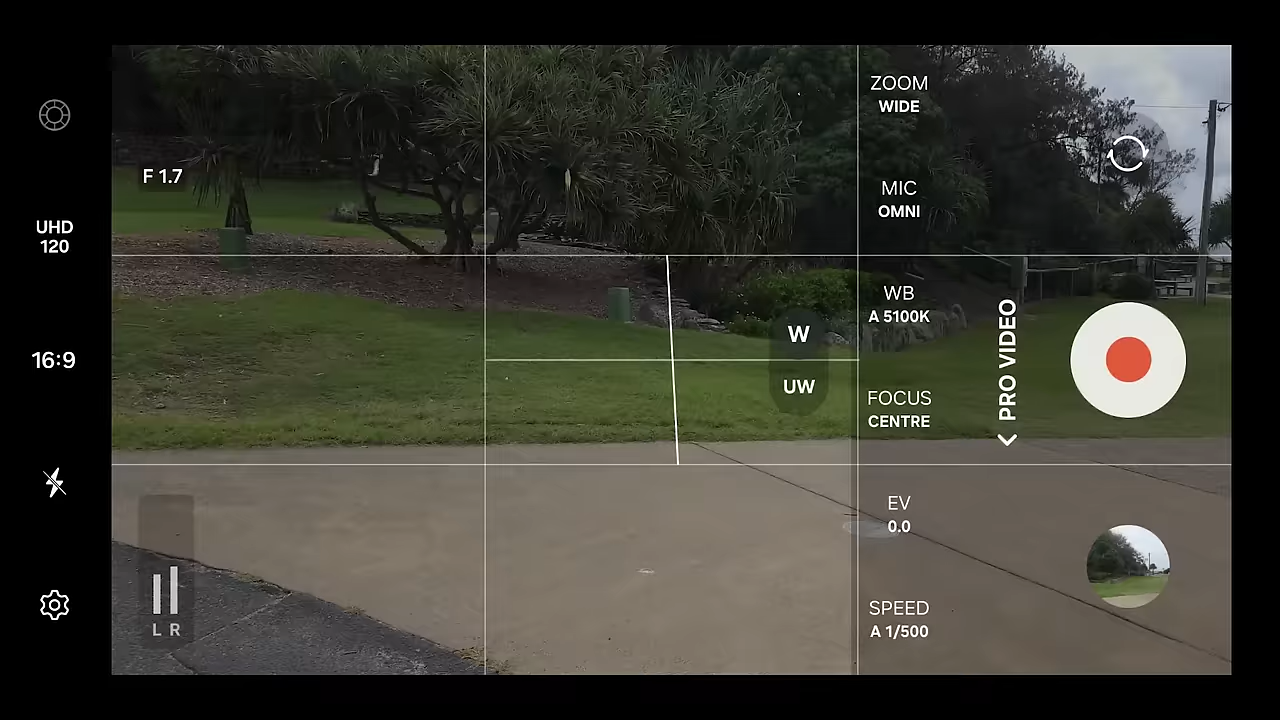 F 1.7
UHD
120
16:9
L R
W
UW
ZOOM
WIDE
MIC
OMNI
WB
A 5100K
FOCUS
CENTRE
EV
0.0
SPEED
A 1/500
PRO VIDEO